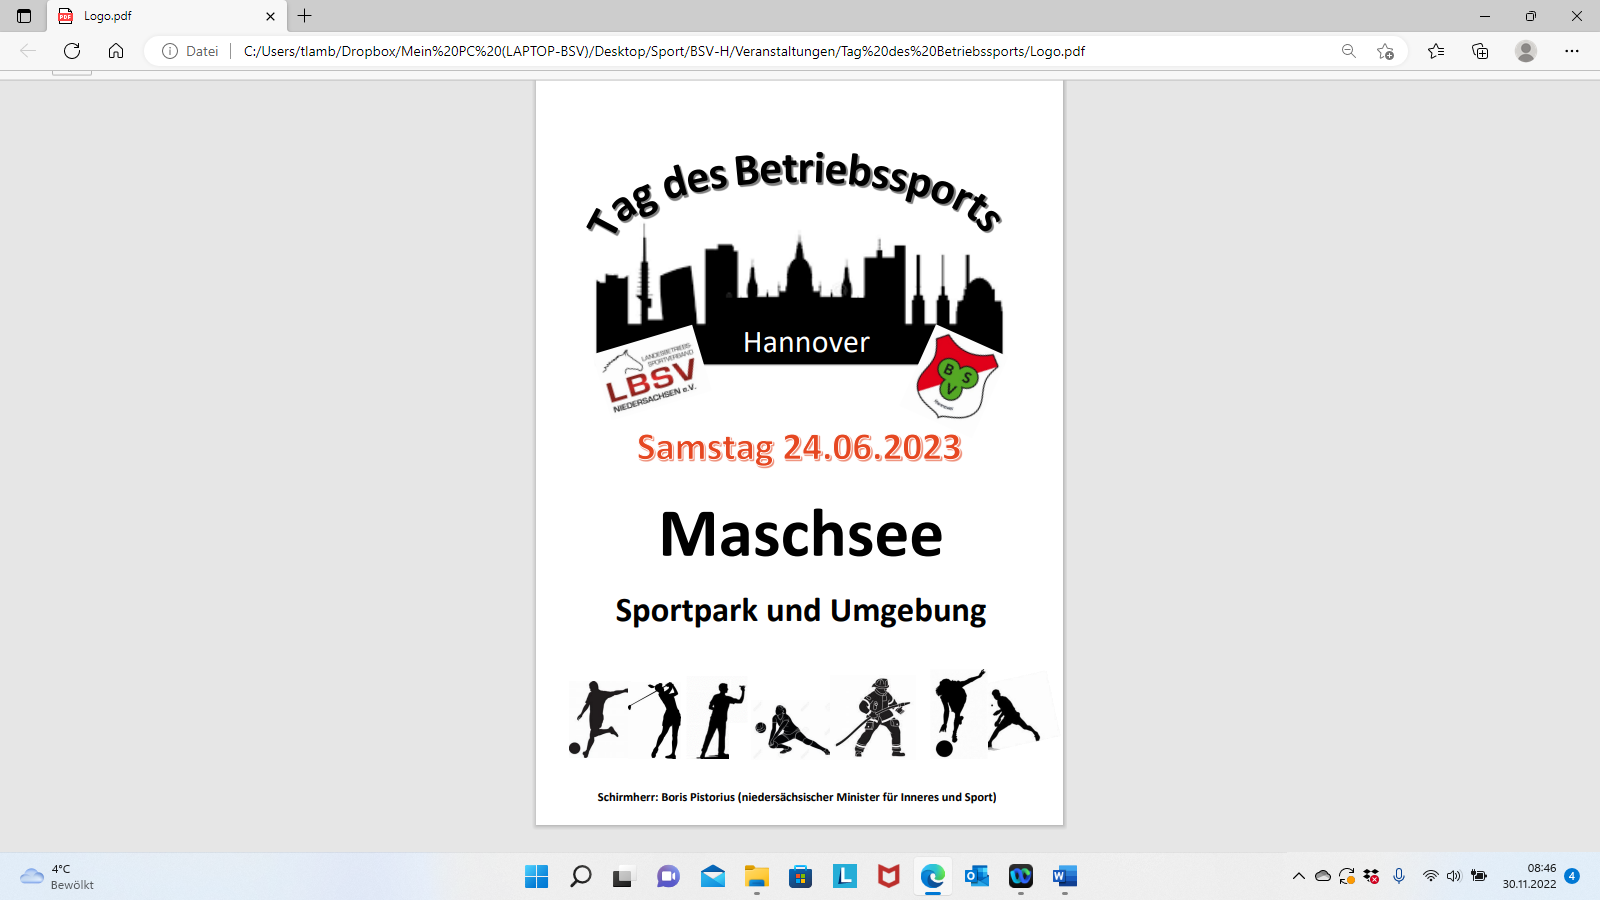 Logo.pdf
Datei
C:/Users/tlamb/Dropbox/Mein%20PC%20(LAPTOP-BSV)/Desktop/Sport/BSV-H/Veranstaltungen/Tag%20des%20Betriebssports/Logo.pdf
Tag des Betriebssports
Hannover
LANDESBETRIEBS-
SPORTVERBAND
LBSV
NIEDERSACHSEN e.V.
B S V
Samstag 24.06.2023
Maschsee
Sportpark und Umgebung
Schirmherr: Boris Pistorius (niedersächsischer Minister für Inneres und Sport)
4°C
Bewölkt
08:46
30.11.2022
4